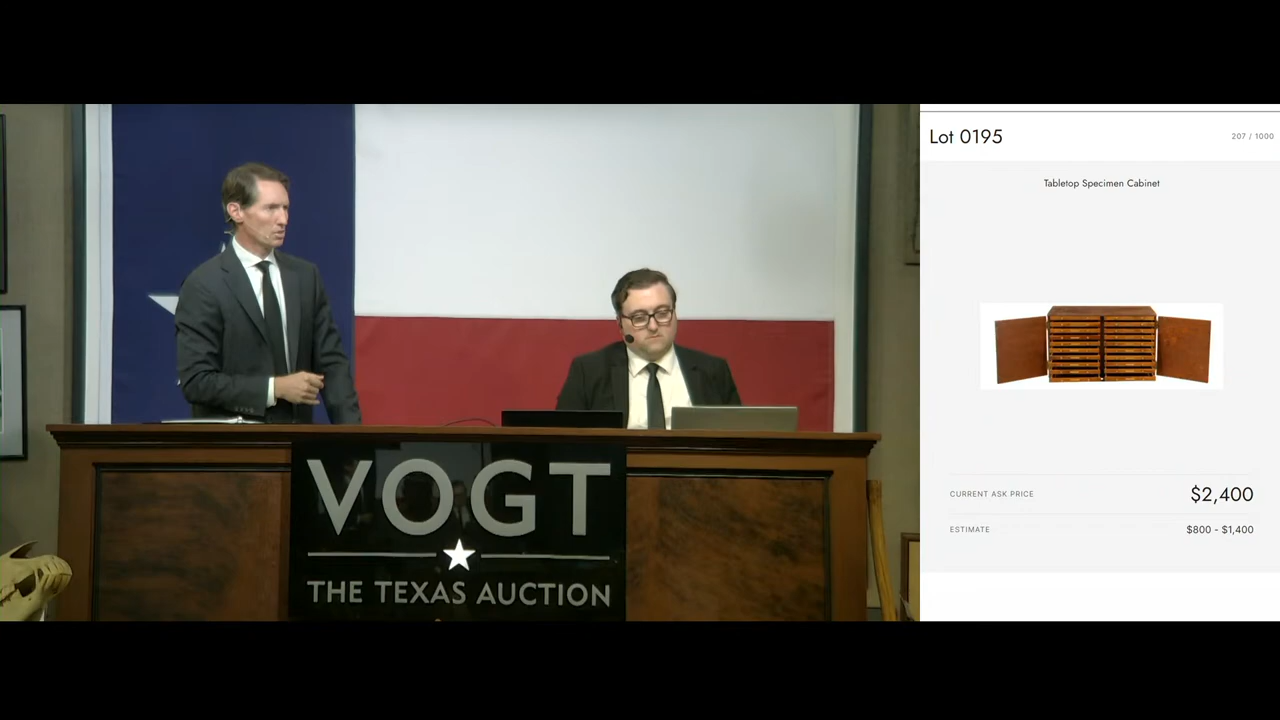 VOGT
THE TEXAS AUCTION
Lot 0195
207 / 1000
Tabletop Specimen Cabinet
CURRENT ASK PRICE
$2,400
ESTIMATE
$800 - $1,400